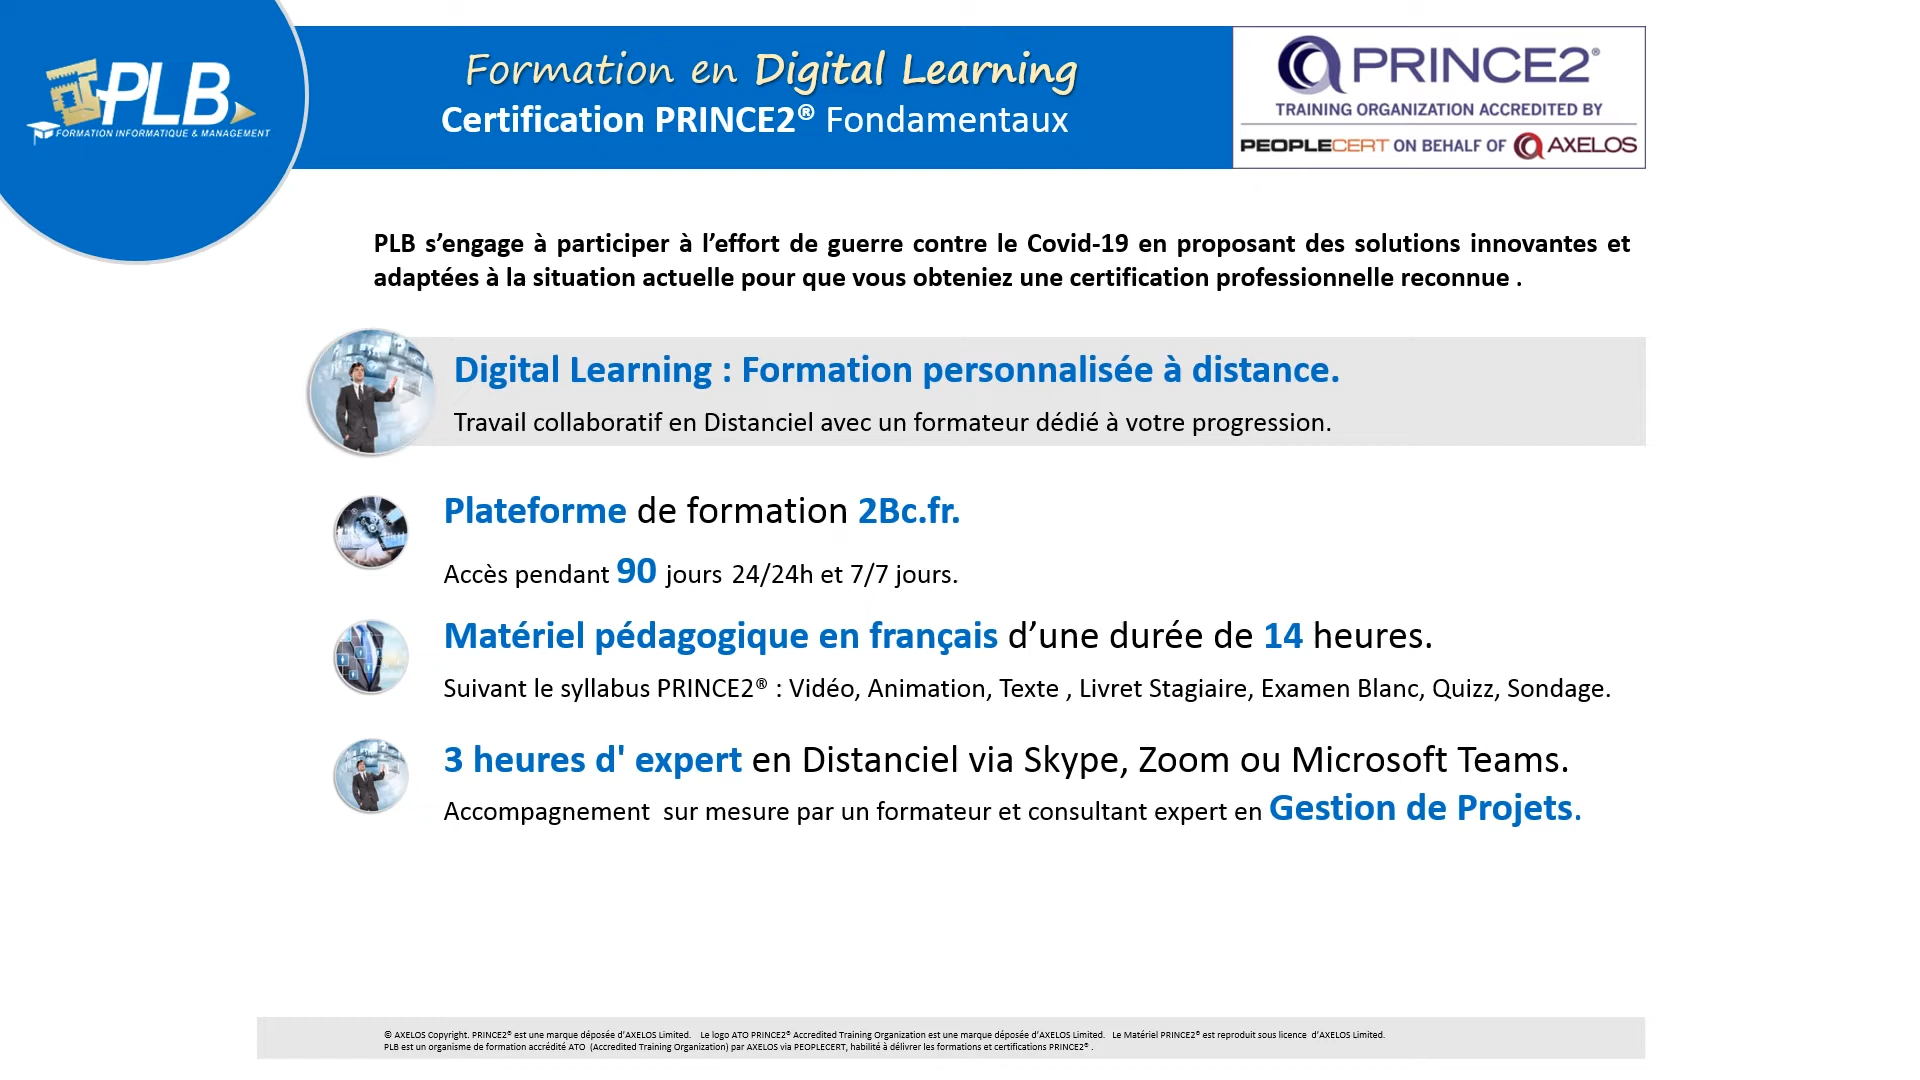 PLB
FORMATION INFORMATIQUE & MANAGEMENT
Formation en Digital Learning
Certification PRINCE2® Fondamentaux
PRINCE2®
TRAINING ORGANIZATION ACCREDITED BY
PEOPLECERT ON BEHALF OF AXELOS
PLB s’engage à participer à l’effort de guerre contre le Covid-19 en proposant des solutions innovantes et
adaptées à la situation actuelle pour que vous obteniez une certification professionnelle reconnue .
Digital Learning : Formation personnalisée à distance.
Travail collaboratif en Distanciel avec un formateur dédié à votre progression.
Plateforme de formation 2Bc.fr.
Accès pendant 90 jours 24/24h et 7/7 jours.
Matériel pédagogique en français d’une durée de 14 heures.
Suivant le syllabus PRINCE2® : Vidéo, Animation, Texte , Livret Stagiaire, Examen Blanc, Quizz, Sondage.
3 heures d' expert en Distanciel via Skype, Zoom ou Microsoft Teams.
Accompagnement sur mesure par un formateur et consultant expert en Gestion de Projets.
© AXELOS Copyright. PRINCE2® est une marque déposée d’AXELOS Limited. Le logo ATO PRINCE2® Accredited Training Organization est une marque déposée d’AXELOS Limited. Le Matériel PRINCE2® est reproduit sous licence d’AXELOS Limited.
PLB est un organisme de formation accrédité ATO (Accredited Training Organization) par AXELOS via PEOPLECERT, habilité à délivrer les formations et certifications PRINCE2® .